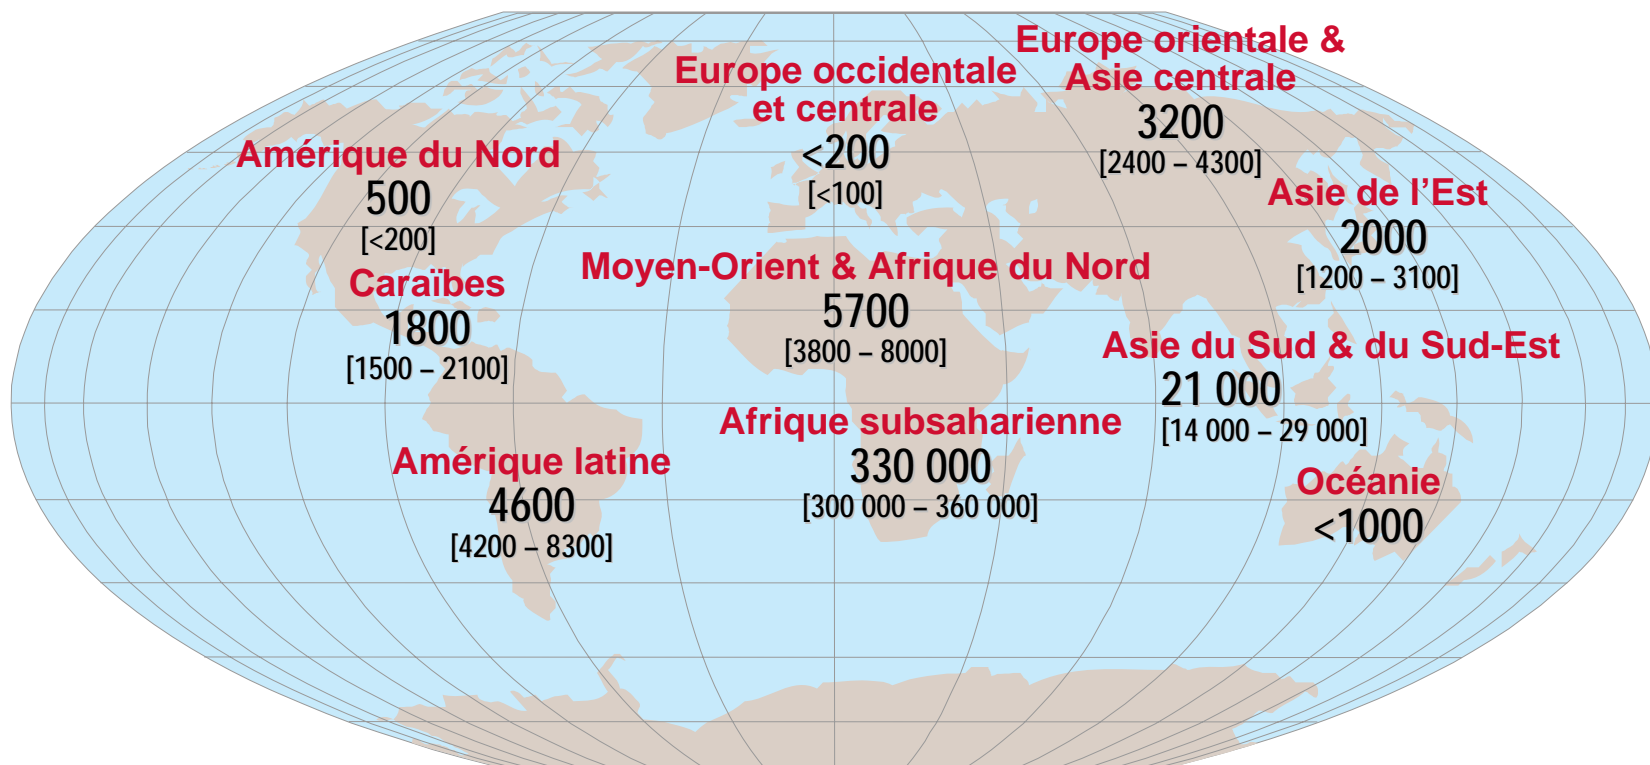 Europe orientale &
Asie centrale
3200
[2400 – 4300]
Europe occidentale
et centrale
<200
[<100]
Amérique du Nord
500
[<200]
Asie de l’Est
2000
[1200 – 3100]
Caraïbes
1800
[1500 – 2100]
Moyen-Orient & Afrique du Nord
5700
[3800 – 8000]
Asie du Sud & du Sud-Est
21 000
[14 000 – 29 000]
Afrique subsaharienne
330 000
[300 000 – 360 000]
Amérique latine
4600
[4200 – 8300]
Océanie
<1000